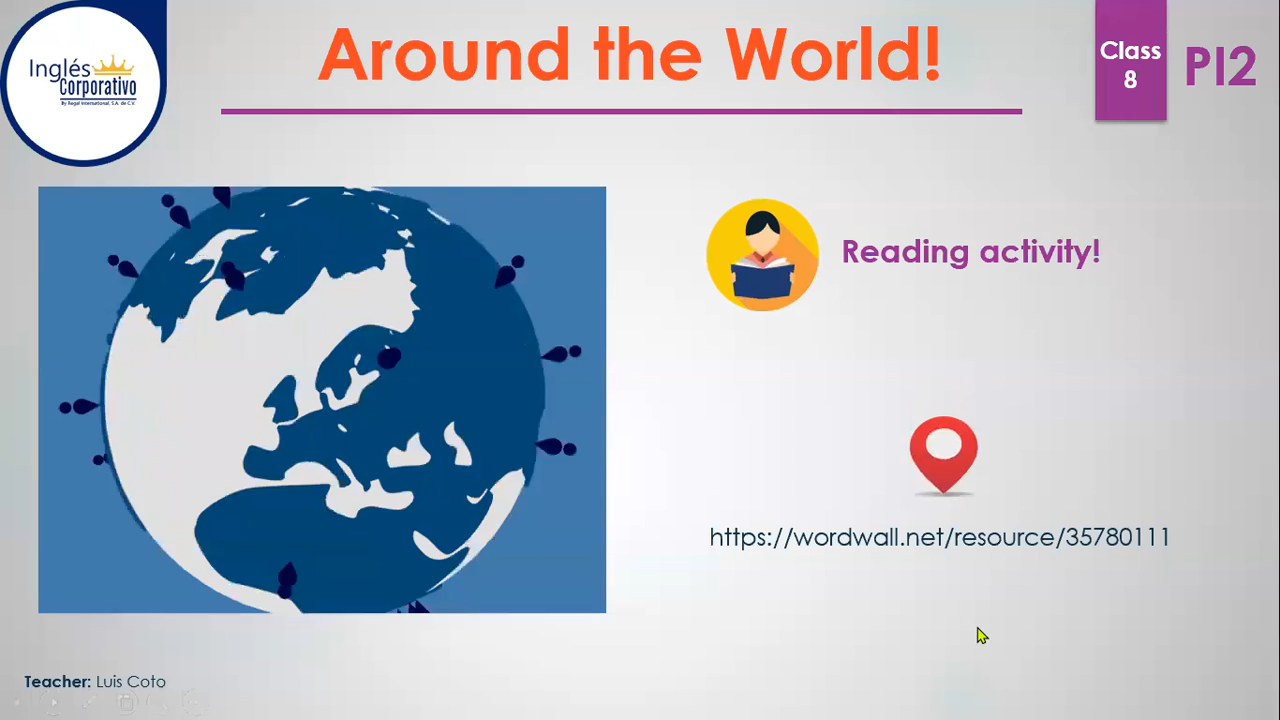 Around the World!
Class
8
PI2
Inglés
Corporativo
By Regal International, S.A. de C.V.
Reading activity!
https://wordwall.net/resource/35780111
Teacher: Luis Coto